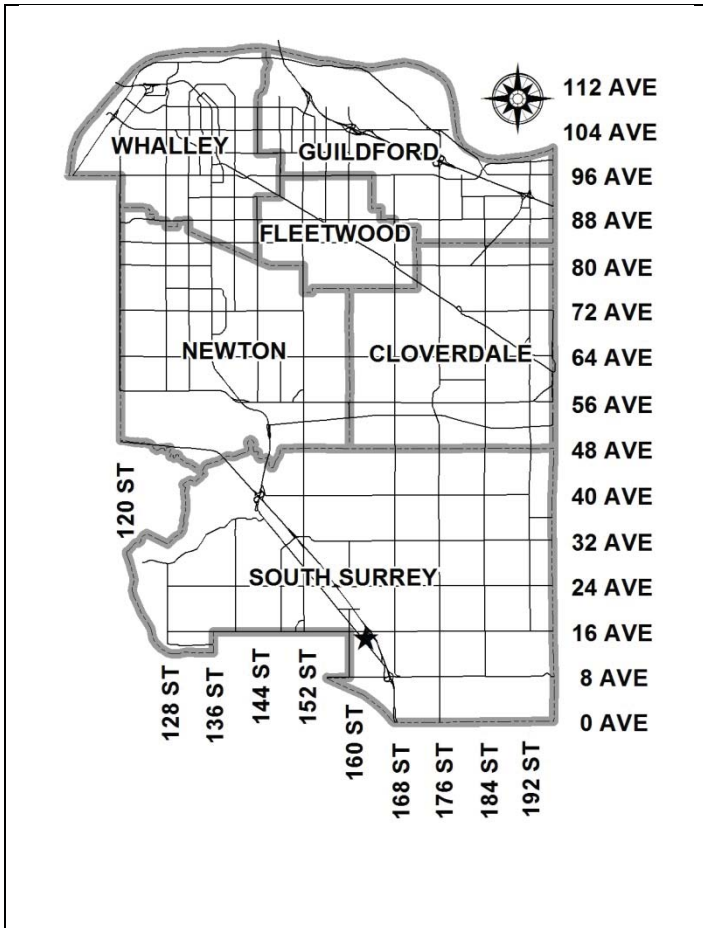 112 AVE
104 AVE
WHALLEY
GUILDFORD
96 AVE
88 AVE
FLEETWOOD
80 AVE
72 AVE
NEWTON
CLOVERDALE
64 AVE
56 AVE
48 AVE
120 ST
40 AVE
32 AVE
SOUTH SURREY
24 AVE
16 AVE
128 ST
136 ST
144 ST
152 ST
160 ST
8 AVE
0 AVE
168 ST
176 ST
184 ST
192 ST